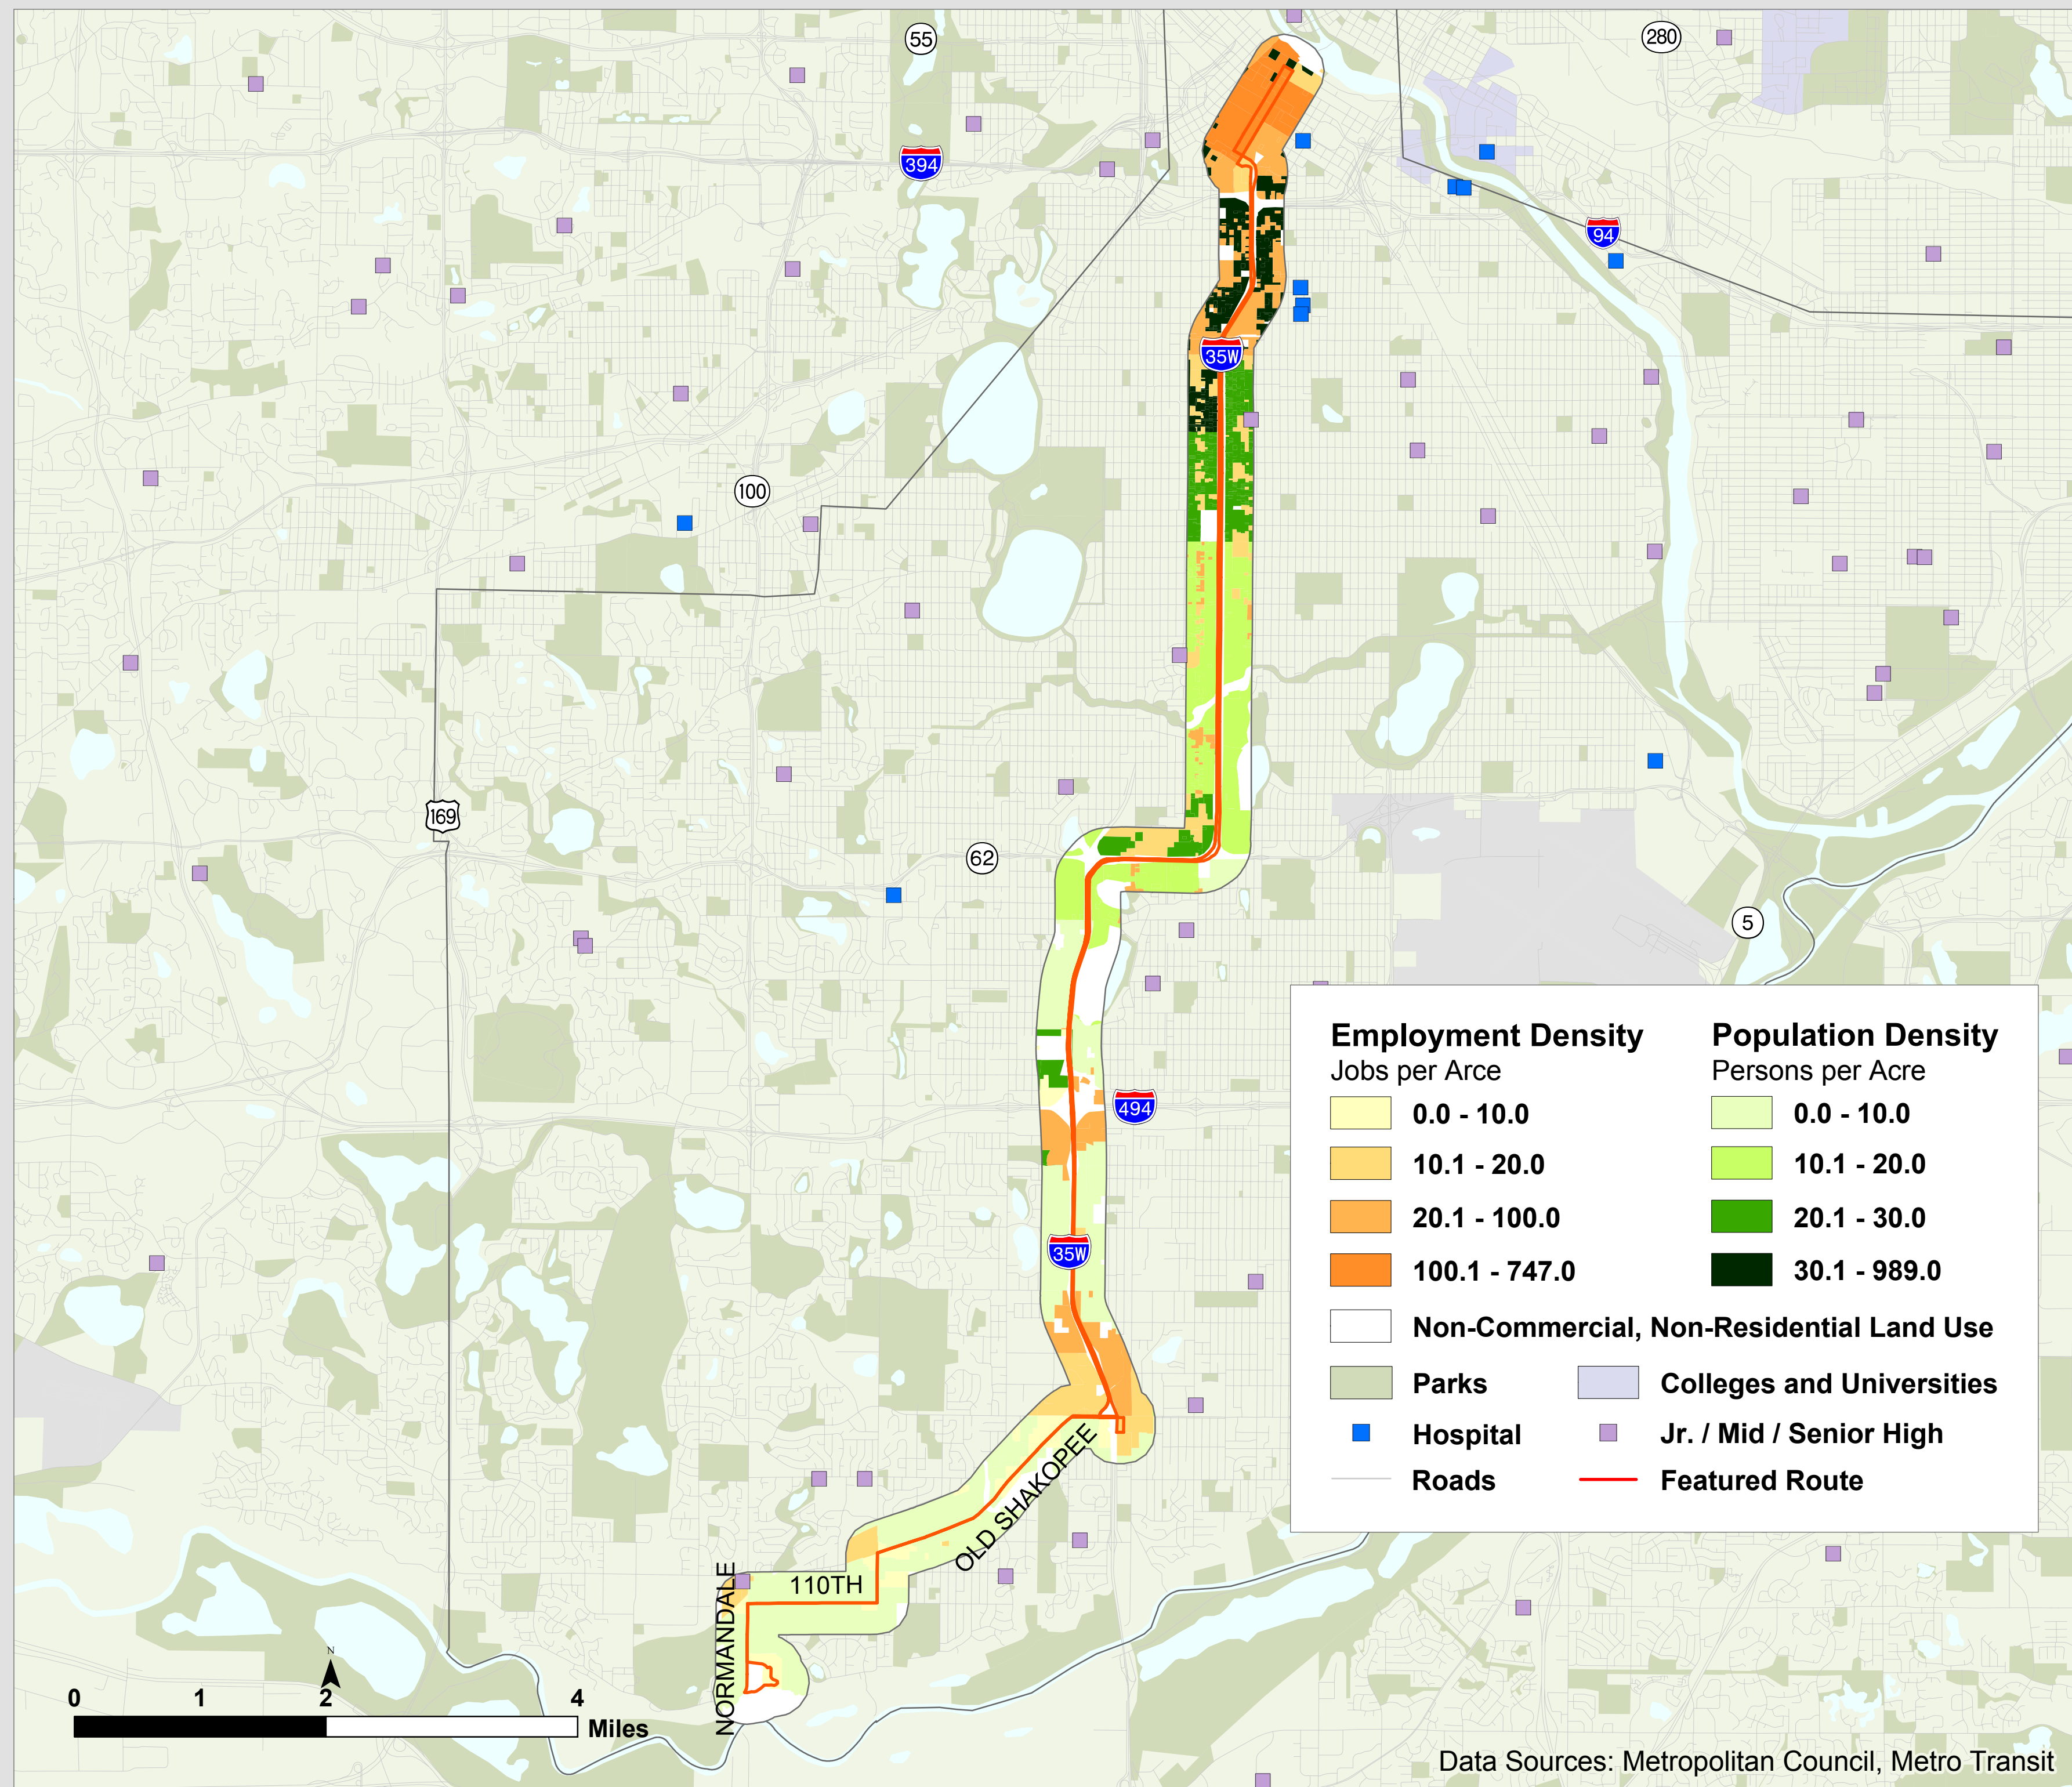 55
280
394
94
35W
100
169
62
5
494
35W
OLD SHAKOPEE
110TH
NORMANDALE
Employment Density
Jobs per Arce
0.0 - 10.0
10.1 - 20.0
20.1 - 100.0
100.1 - 747.0
Population Density
Persons per Acre
0.0 - 10.0
10.1 - 20.0
20.1 - 30.0
30.1 - 989.0
Non-Commercial, Non-Residential Land Use
Parks
Colleges and Universities
Hospital
Jr. / Mid / Senior High
Roads
Featured Route
N
0 1 2 4
Miles
Data Sources: Metropolitan Council, Metro Transit